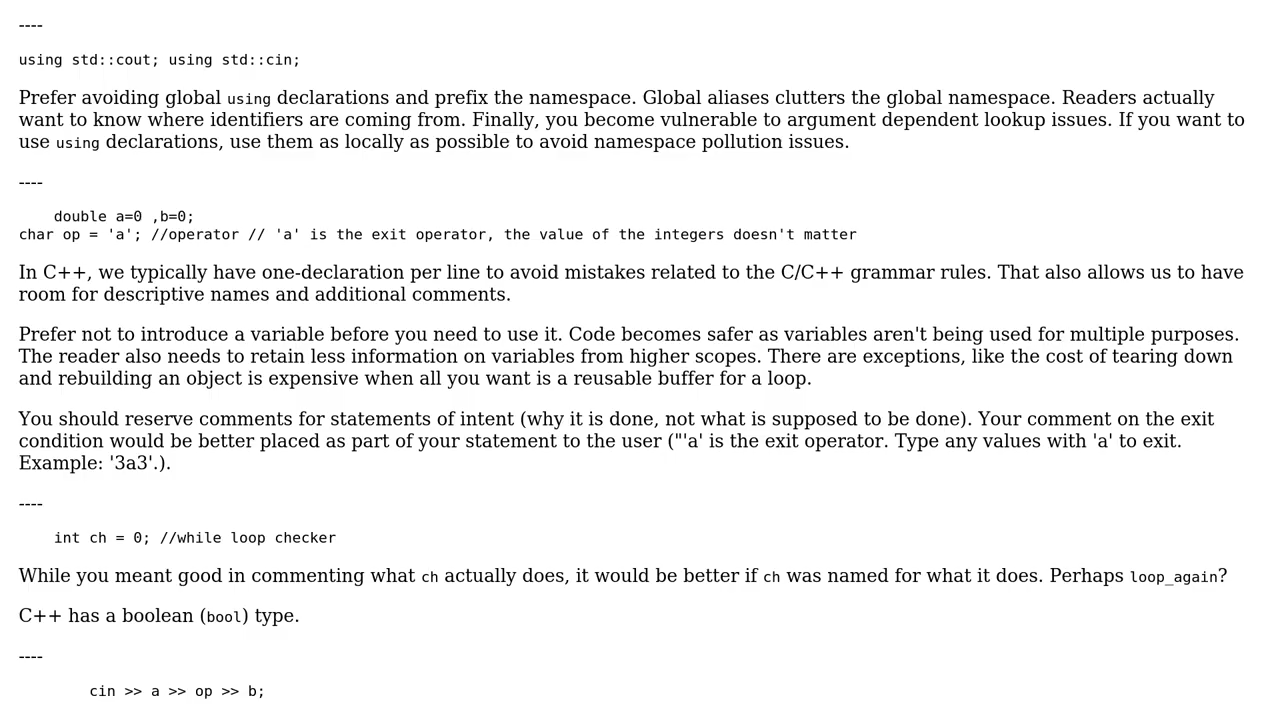 ----
using std::cout; using std::cin;
Prefer avoiding global using declarations and prefix the namespace. Global aliases clutters the global namespace. Readers actually
want to know where identifiers are coming from. Finally, you become vulnerable to argument dependent lookup issues. If you want to
use using declarations, use them as locally as possible to avoid namespace pollution issues.
----
double a=0 ,b=0;
char op = 'a'; //operator // 'a' is the exit operator, the value of the integers doesn't matter
In C++, we typically have one-declaration per line to avoid mistakes related to the C/C++ grammar rules. That also allows us to have
room for descriptive names and additional comments.
Prefer not to introduce a variable before you need to use it. Code becomes safer as variables aren't being used for multiple purposes.
The reader also needs to retain less information on variables from higher scopes. There are exceptions, like the cost of tearing down
and rebuilding an object is expensive when all you want is a reusable buffer for a loop.
You should reserve comments for statements of intent (why it is done, not what is supposed to be done). Your comment on the exit
condition would be better placed as part of your statement to the user ("'a' is the exit operator. Type any values with 'a' to exit.
Example: '3a3'.).
----
int ch = 0; //while loop checker
While you meant good in commenting what ch actually does, it would be better if ch was named for what it does. Perhaps loop_again?
C++ has a boolean (bool) type.
----
cin >> a >> op >> b;